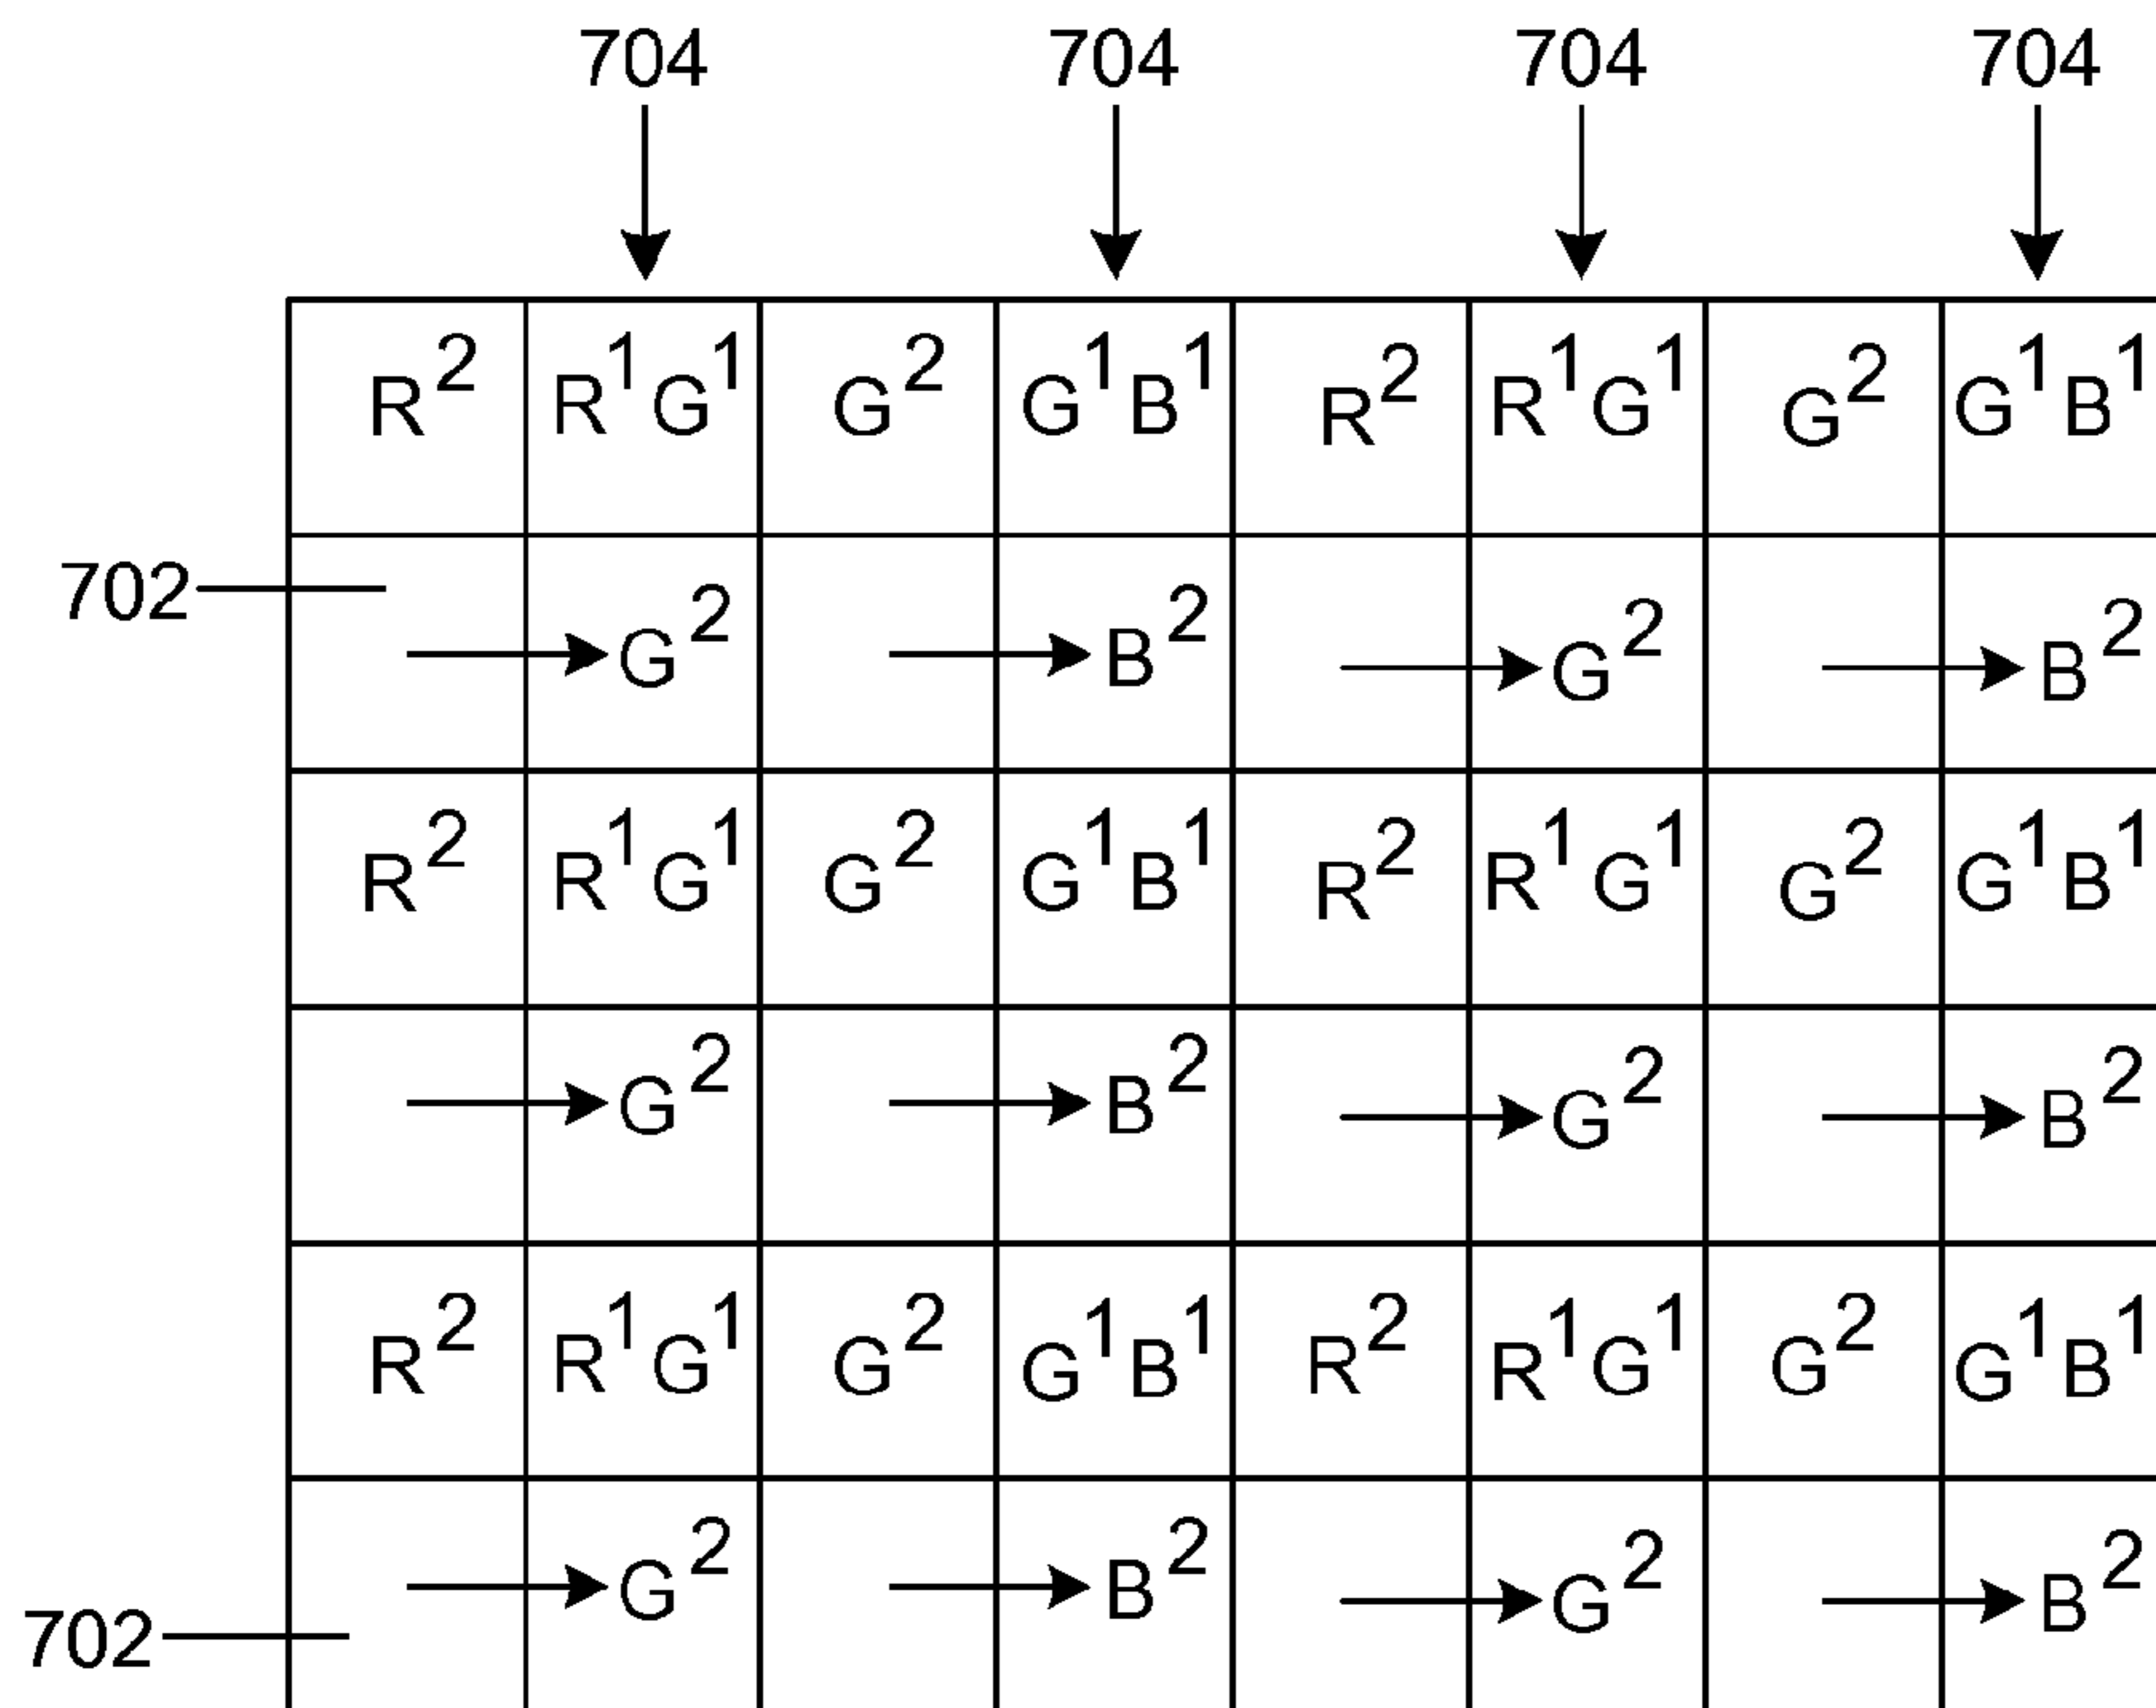 704 704 704 704
R² R¹G¹ G² G¹B¹ R² R¹G¹ G² G¹B¹
702
G² B² G² B²
R² R¹G¹ G² G¹B¹ R² R¹G¹ G² G¹B¹
G² B² G² B²
R² R¹G¹ G² G¹B¹ R² R¹G¹ G² G¹B¹
G² B² G² B²
702